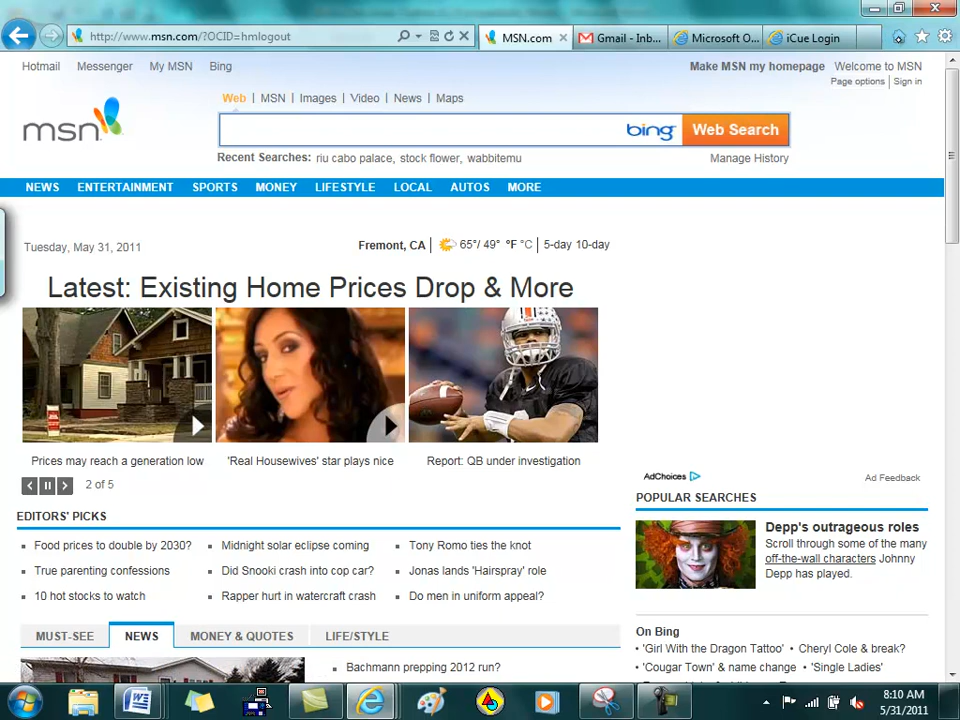 http://www.msn.com/?OCID=hmlogout
MSN.com
Gmail - Inb...
Microsoft O...
iCue Login
Hotmail Messenger My MSN Bing
Make MSN my homepage Welcome to MSN
Page options | Sign in
Web | MSN | Images | Video | News | Maps
msn
bing Web Search
Recent Searches: riu cabo palace, stock flower, wabbitemu
Manage History
NEWS ENTERTAINMENT SPORTS MONEY LIFESTYLE LOCAL AUTOS MORE
Tuesday, May 31, 2011
Fremont, CA | 65°/ 49° °F °C | 5-day 10-day
Latest: Existing Home Prices Drop & More
Prices may reach a generation low
'Real Housewives' star plays nice
Report: QB under investigation
2 of 5
AdChoices
Ad Feedback
EDITORS' PICKS
Food prices to double by 2030?
Midnight solar eclipse coming
Tony Romo ties the knot
True parenting confessions
Did Snooki crash into cop car?
Jonas lands 'Hairspray' role
10 hot stocks to watch
Rapper hurt in watercraft crash
Do men in uniform appeal?
POPULAR SEARCHES
Depp's outrageous roles
Scroll through some of the many
off-the-wall characters Johnny
Depp has played.
MUST-SEE NEWS MONEY & QUOTES LIFE/STYLE
Bachmann prepping 2012 run?
On Bing
• 'Girl With the Dragon Tattoo' • Cheryl Cole & break?
• 'Cougar Town' & name change • 'Single Ladies'
8:10 AM
5/31/2011